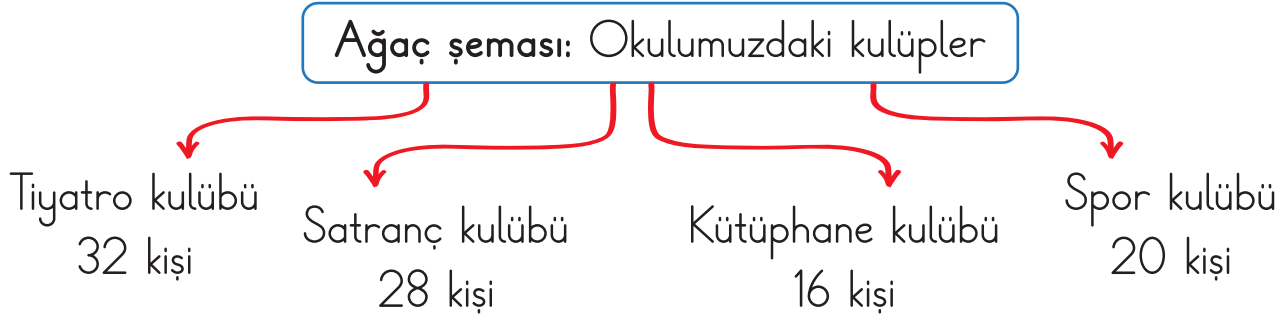 Ağaç şeması: Okulumuzdaki kulüpler
Tiyatro kulübü
32 kişi
Satranç kulübü
28 kişi
Kütüphane kulübü
16 kişi
Spor kulübü
20 kişi